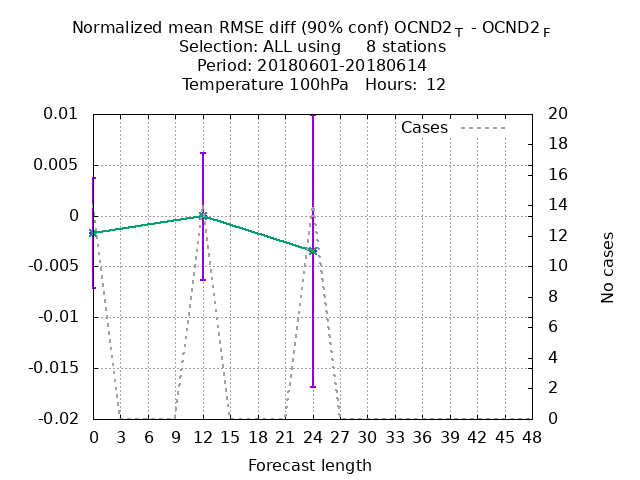 Normalized mean RMSE diff (90% conf) OCND2 T - OCND2 F
Selection: ALL using 8 stations
Period: 20180601-20180614
Temperature 100hPa Hours: 12
Cases
0.01
0.005
0
-0.005
-0.01
-0.015
-0.02
20
18
16
14
12
10
8
6
4
2
0
No cases
0 3 6 9 12 15 18 21 24 27 30 33 36 39 42 45 48
Forecast length